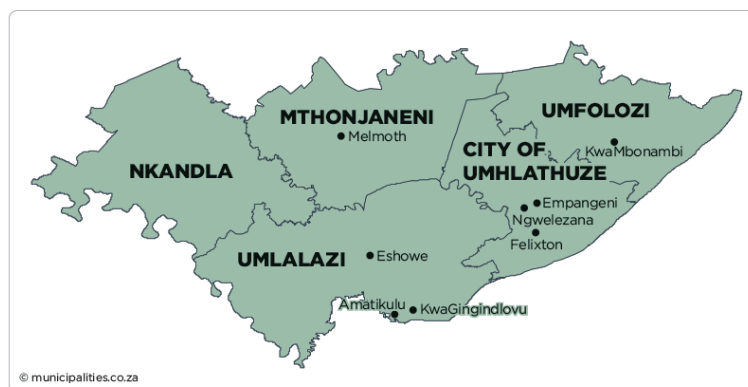 MTHONJANENI
Melmoth
UMFOLOZI
KwaMbonambi
CITY OF
UMHLATHUZE
NKANDLA
Empangeni
Ngwelezana
Felixton
UMLALAZI
Eshowe
Amatikulu
KwaGingindlovu
© municipalities.co.za